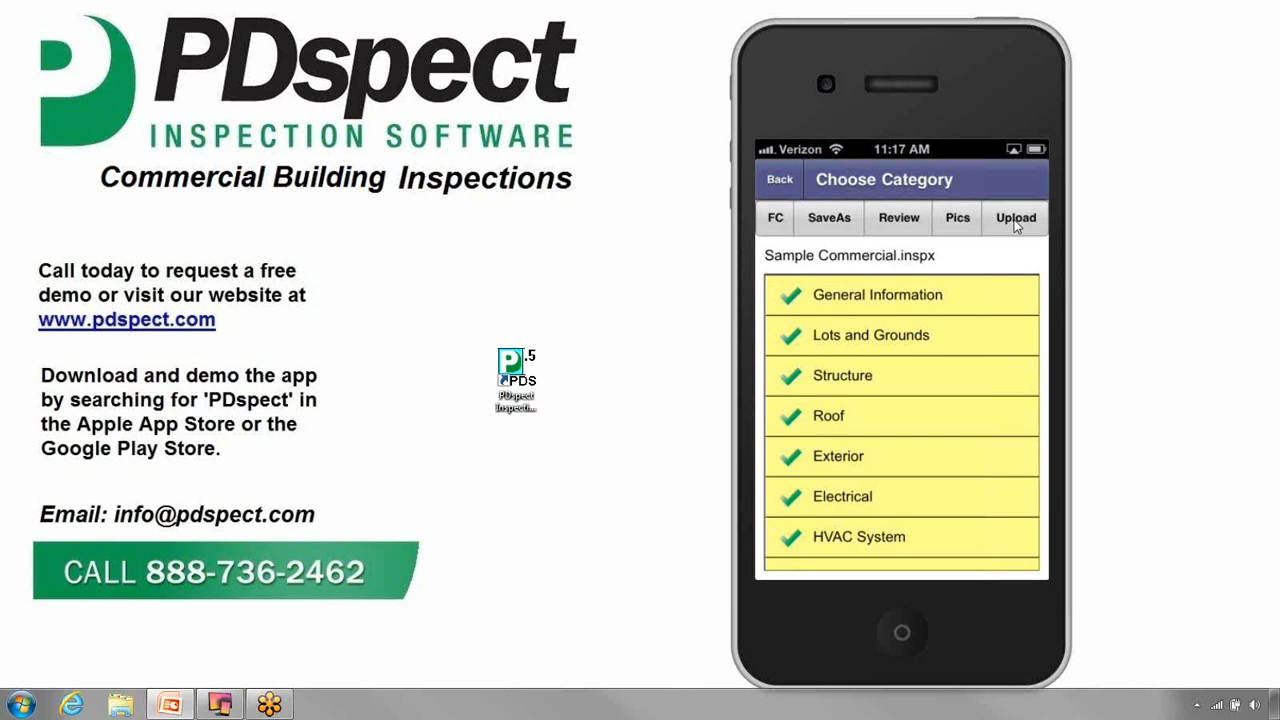 PDspect
INSPECTION SOFTWARE
Commercial Building Inspections
Call today to request a free
demo or visit our website at
www.pdspect.com
Download and demo the app
by searching for 'PDspect' in
the Apple App Store or the
Google Play Store.
Email: info@pdspect.com
CALL 888-736-2462
P .5
PDS
PDspect
Inspecti...
Verizon 11:17 AM
Back Choose Category
FC SaveAs Review Pics Upload
Sample Commercial.inspx
General Information
Lots and Grounds
Structure
Roof
Exterior
Electrical
HVAC System